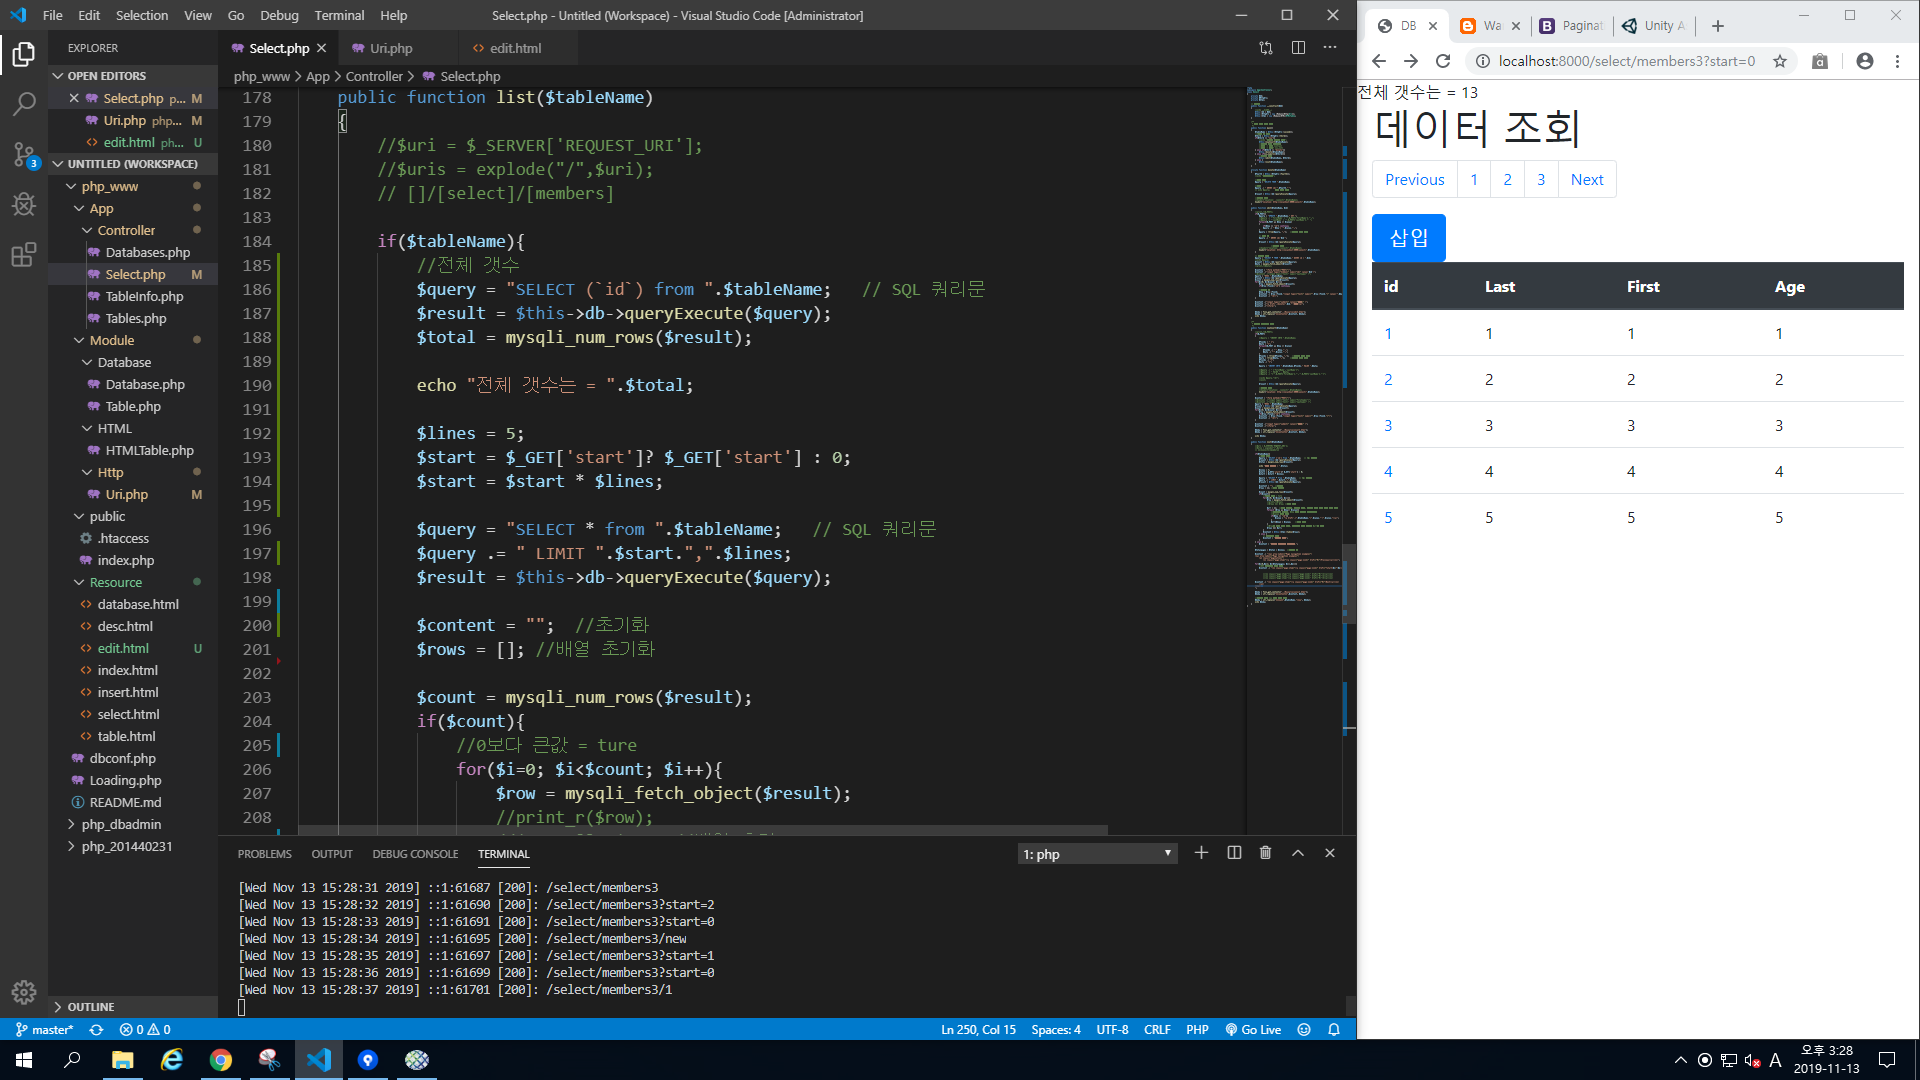 File Edit Selection View Go Debug Terminal Help
Select.php - Untitled (Workspace) - Visual Studio Code [Administrator]
EXPLORER
OPEN EDITORS
Select.php p... M
Uri.php php... M
edit.html ph... U
UNTITLED (WORKSPACE)
php_www
App
Controller
Databases.php
Select.php M
TableInfo.php
Tables.php
Module
Database
Database.php
Table.php
HTML
HTMLTable.php
Http
Uri.php M
public
.htaccess
index.php
Resource
database.html
desc.html
edit.html U
index.html
insert.html
select.html
table.html
dbconf.php
Loading.php
README.md
php_dbadmin
php_201440231
OUTLINE
3
Select.php
Uri.php
edit.html
php_www > App > Controller > Select.php
178 public function list($tableName)
179 {
180 //$uri = $_SERVER['REQUEST_URI'];
181 //$uris = explode("/",$uri);
182 // []/[select]/[members]
183
184 if($tableName){
185 //전체 갯수
186 $query = "SELECT (`id`) from ".$tableName; // SQL 쿼리문
187 $result = $this->db->queryExecute($query);
188 $total = mysqli_num_rows($result);
189
190 echo "전체 갯수는 = ".$total;
191
192 $lines = 5;
193 $start = $_GET['start']? $_GET['start'] : 0;
194 $start = $start * $lines;
195
196 $query = "SELECT * from ".$tableName; // SQL 쿼리문
197 $query .= " LIMIT ".$start.",".$lines;
198 $result = $this->db->queryExecute($query);
199
200 $content = ""; //초기화
201 $rows = []; //배열 초기화
202
203 $count = mysqli_num_rows($result);
204 if($count){
205 //0보다 큰값 = ture
206 for($i=0; $i<$count; $i++){
207 $row = mysqli_fetch_object($result);
208 //print_r($row);
PROBLEMS OUTPUT DEBUG CONSOLE TERMINAL
1: php
[Wed Nov 13 15:28:31 2019] ::1:61687 [200]: /select/members3
[Wed Nov 13 15:28:32 2019] ::1:61690 [200]: /select/members3?start=2
[Wed Nov 13 15:28:33 2019] ::1:61691 [200]: /select/members3?start=0
[Wed Nov 13 15:28:34 2019] ::1:61695 [200]: /select/members3/new
[Wed Nov 13 15:28:35 2019] ::1:61697 [200]: /select/members3?start=1
[Wed Nov 13 15:28:36 2019] ::1:61699 [200]: /select/members3?start=0
[Wed Nov 13 15:28:37 2019] ::1:61701 [200]: /select/members3/1
master* 0 0
Ln 250, Col 15 Spaces: 4 UTF-8 CRLF PHP Go Live
DB
Wa
Paginat
Unity A
localhost:8000/select/members3?start=0
전체 갯수는 = 13
데이터 조회
Previous 1 2 3 Next
삽입
id Last First Age
1 1 1 1
2 2 2 2
3 3 3 3
4 4 4 4
5 5 5 5
A
오후 3:28
2019-11-13